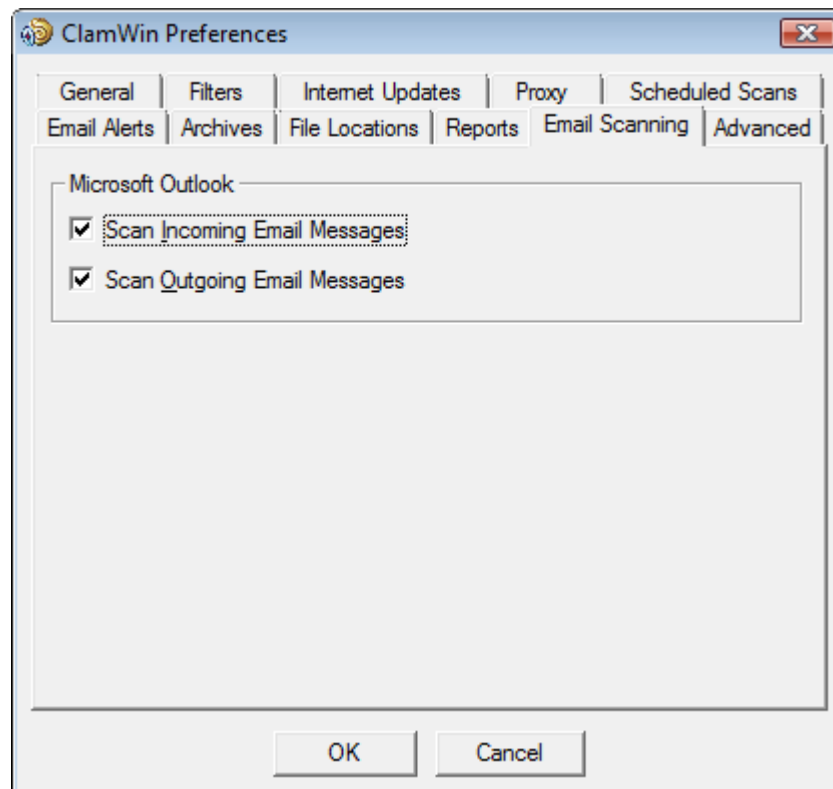 ClamWin Preferences
General Filters Internet Updates Proxy Scheduled Scans
Email Alerts Archives File Locations Reports Email Scanning Advanced
Microsoft Outlook
Scan Incoming Email Messages
Scan Outgoing Email Messages
OK Cancel